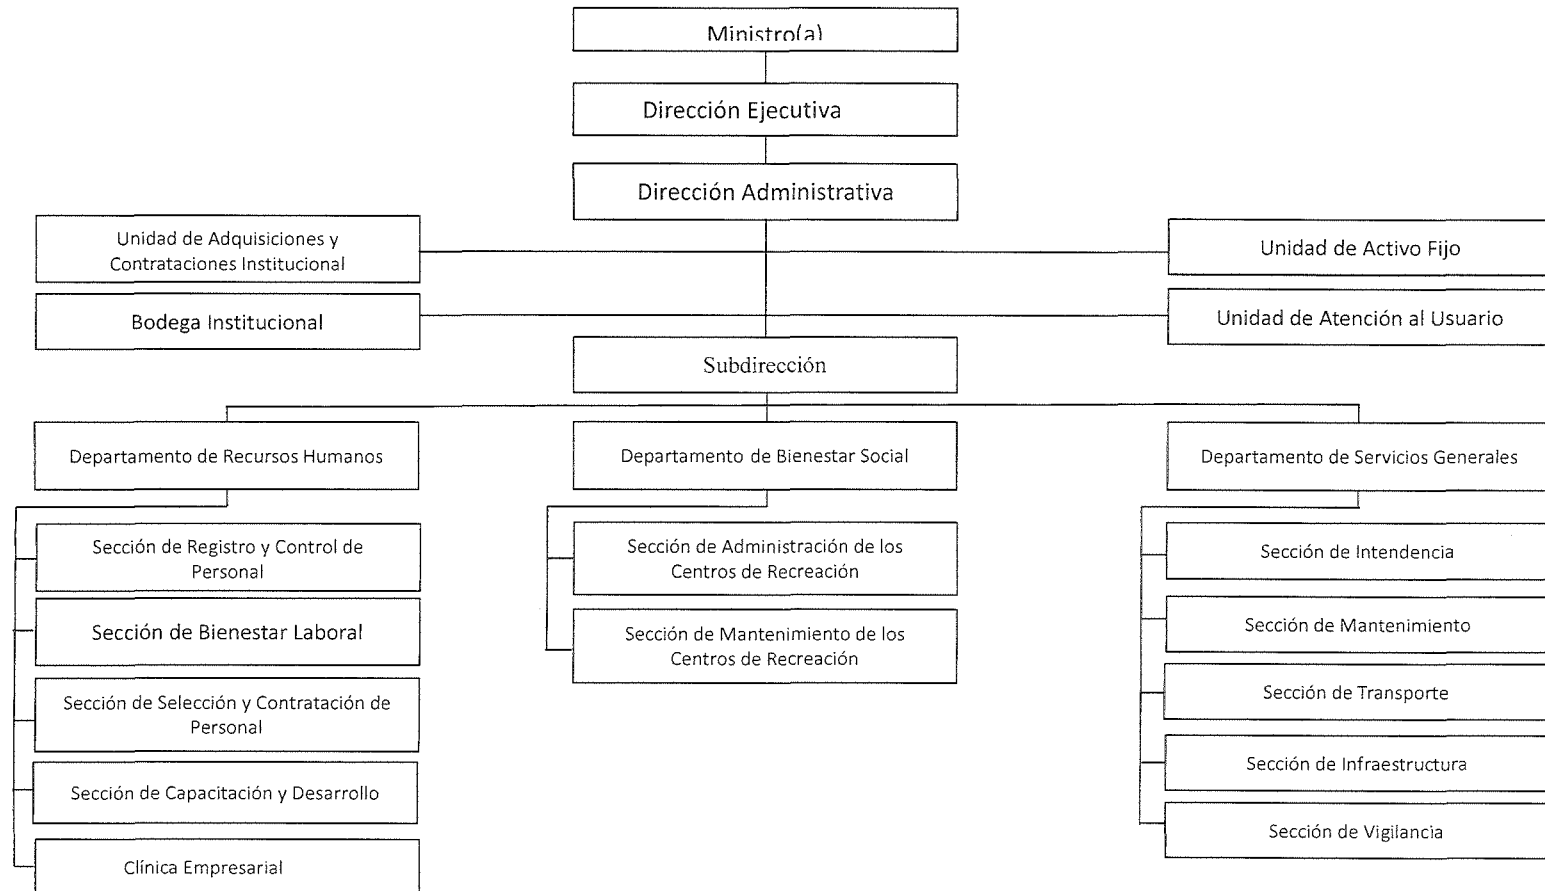 Ministro(a)
Dirección Ejecutiva
Dirección Administrativa
Unidad de Adquisiciones y
Contrataciones Institucional
Unidad de Activo Fijo
Bodega Institucional
Unidad de Atención al Usuario
Subdirección
Departamento de Recursos Humanos
Departamento de Bienestar Social
Departamento de Servicios Generales
Sección de Registro y Control de
Personal
Sección de Bienestar Laboral
Sección de Selección y Contratación de
Personal
Sección de Capacitación y Desarrollo
Clínica Empresarial
Sección de Administración de los
Centros de Recreación
Sección de Mantenimiento de los
Centros de Recreación
Sección de Intendencia
Sección de Mantenimiento
Sección de Transporte
Sección de Infraestructura
Sección de Vigilancia